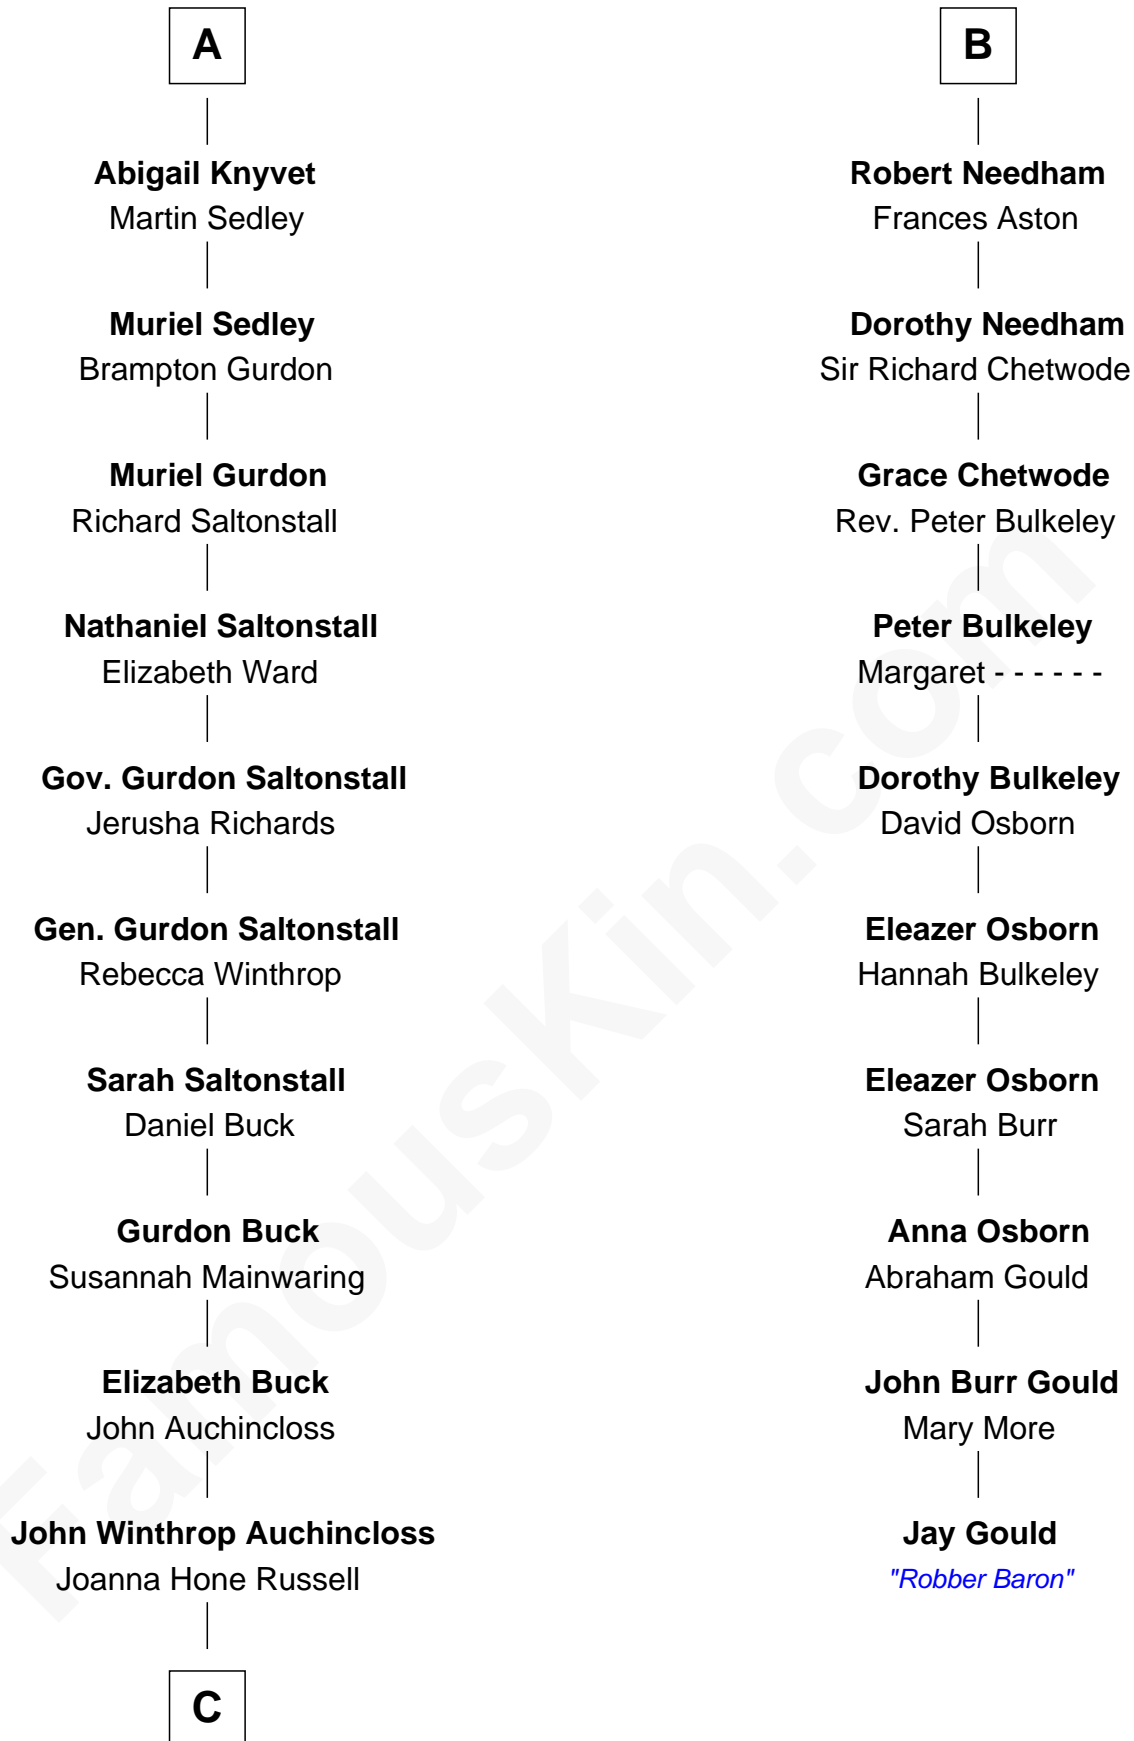 A
Abigail Knyvet
Martin Sedley
Muriel Sedley
Brampton Gurdon
Muriel Gurdon
Richard Saltonstall
Nathaniel Saltonstall
Elizabeth Ward
Gov. Gurdon Saltonstall
Jerusha Richards
Gen. Gurdon Saltonstall
Rebecca Winthrop
Sarah Saltonstall
Daniel Buck
Gurdon Buck
Susannah Mainwaring
Elizabeth Buck
John Auchincloss
John Winthrop Auchincloss
Joanna Hone Russell
C
B
Robert Needham
Frances Aston
Dorothy Needham
Sir Richard Chetwode
Grace Chetwode
Rev. Peter Bulkeley
Peter Bulkeley
Margaret - - - - - -
Dorothy Bulkeley
David Osborn
Eleazer Osborn
Hannah Bulkeley
Eleazer Osborn
Sarah Burr
Anna Osborn
Abraham Gould
John Burr Gould
Mary More
Jay Gould
"Robber Baron"
FamousKin.com